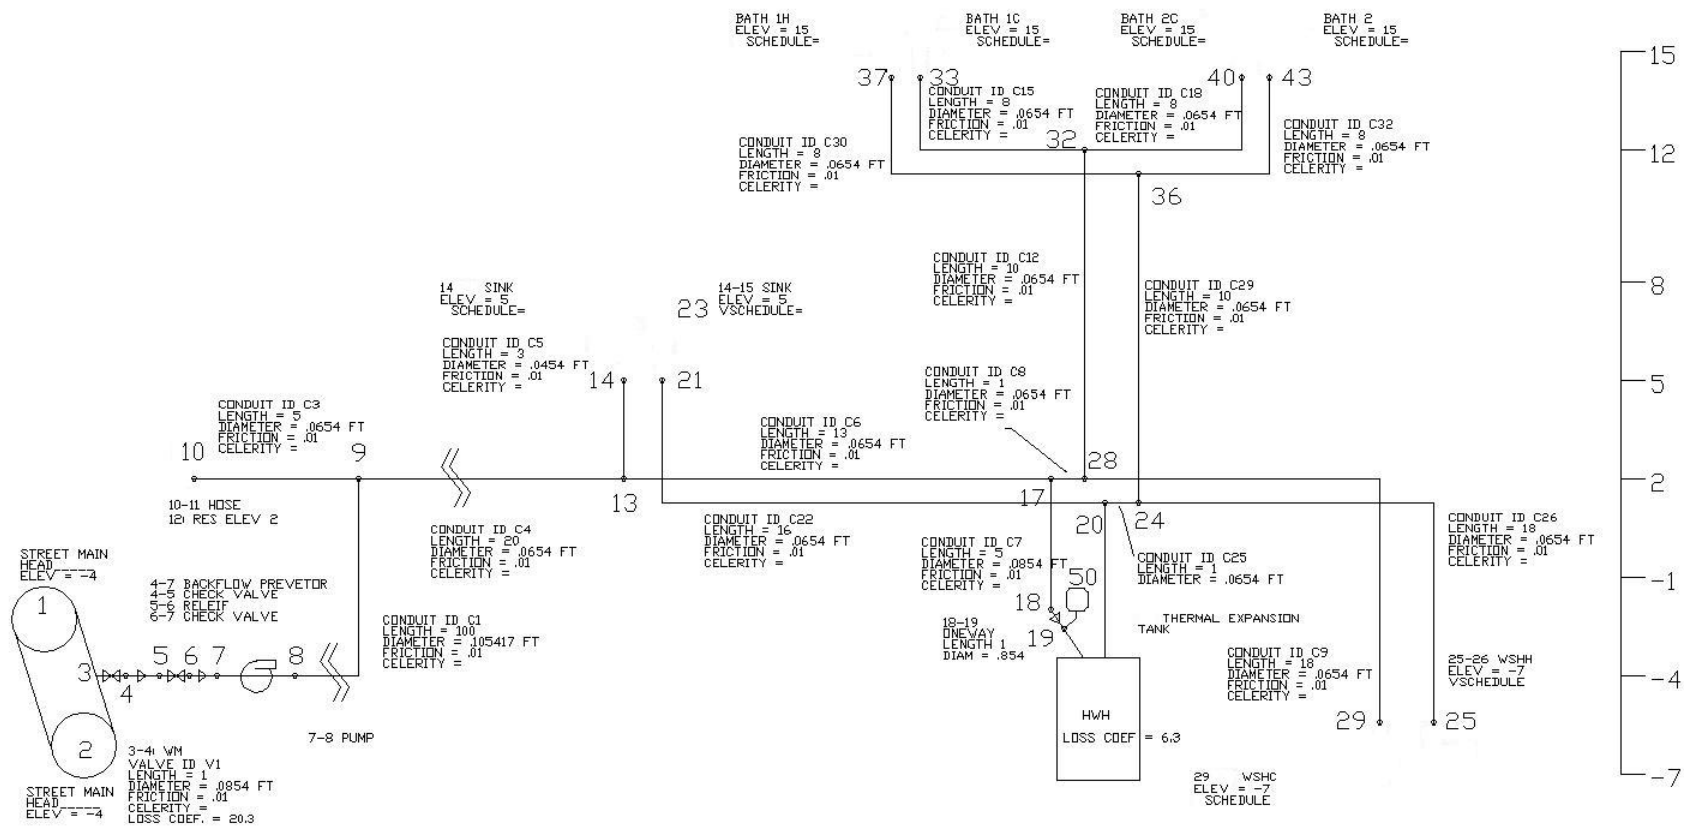 BATH 1H
ELEV = 15
SCHEDULE=
BATH 1C
ELEV = 15
SCHEDULE=
BATH 2C
ELEV = 15
SCHEDULE=
BATH 2
ELEV = 15
SCHEDULE=
15
37
33
40
43
CONDUIT ID C15
LENGTH = 8
DIAMETER = .0654 FT
FRICTION = .01
CELERITY =
CONDUIT ID C18
LENGTH = 8
DIAMETER = .0654 FT
FRICTION = .01
CELERITY =
CONDUIT ID C32
LENGTH = 8
DIAMETER = .0654 FT
FRICTION = .01
CELERITY =
CONDUIT ID C30
LENGTH = 8
DIAMETER = .0654 FT
FRICTION = .01
CELERITY =
32
12
36
CONDUIT ID C12
LENGTH = 10
DIAMETER = .0654 FT
FRICTION = .01
CELERITY =
CONDUIT ID C29
LENGTH = 10
DIAMETER = .0654 FT
FRICTION = .01
CELERITY =
8
14 SINK
ELEV = 5
SCHEDULE=
23
14-15 SINK
ELEV = 5
VSCHEDULE=
CONDUIT ID C5
LENGTH = 3
DIAMETER = .0454 FT
FRICTION = .01
CELERITY =
14
21
CONDUIT ID C8
LENGTH = 1
DIAMETER = .0654 FT
FRICTION = .01
CELERITY =
5
CONDUIT ID C3
LENGTH = 5
DIAMETER = .0654 FT
FRICTION = .01
CELERITY =
CONDUIT ID C6
LENGTH = 13
DIAMETER = .0654 FT
FRICTION = .01
CELERITY =
10
9
13
17
28
2
10-11 HOSE
12: RES ELEV 2
20
24
CONDUIT ID C4
LENGTH = 20
DIAMETER = .0654 FT
FRICTION = .01
CELERITY =
CONDUIT ID C22
LENGTH = 16
DIAMETER = .0654 FT
FRICTION = .01
CELERITY =
CONDUIT ID C7
LENGTH = 5
DIAMETER = .0854 FT
FRICTION = .01
CELERITY =
CONDUIT ID C25
LENGTH = 1
DIAMETER = .0654 FT
CONDUIT ID C26
LENGTH = 18
DIAMETER = .0654 FT
FRICTION = .01
CELERITY =
-1
STREET MAIN
HEAD_____
ELEV = -4
1
4-7 BACKFLOW PREVETOR
4-5 CHECK VALVE
5-6 RELEIF
6-7 CHECK VALVE
CONDUIT ID C1
LENGTH = 100
DIAMETER = .105417 FT
FRICTION = .01
CELERITY =
50
18
19
18-19
ONEWAY
LENGTH 1
DIAM = .854
THERMAL EXPANSION
TANK
3
4
5
6
7
8
CONDUIT ID C9
LENGTH = 18
DIAMETER = .0654 FT
FRICTION = .01
CELERITY =
25-26 WSHH
ELEV = -7
VSCHEDULE
-4
HWH
LOSS COEF = 6.3
29
25
2
7-8 PUMP
STREET MAIN
HEAD_____
ELEV = -4
3-4: WM
VALVE ID V1
LENGTH = 1
DIAMETER = .0854 FT
FRICTION = .01
CELERITY =
LOSS COEF. = 20.3
29 WSHC
ELEV = -7
SCHEDULE
-7